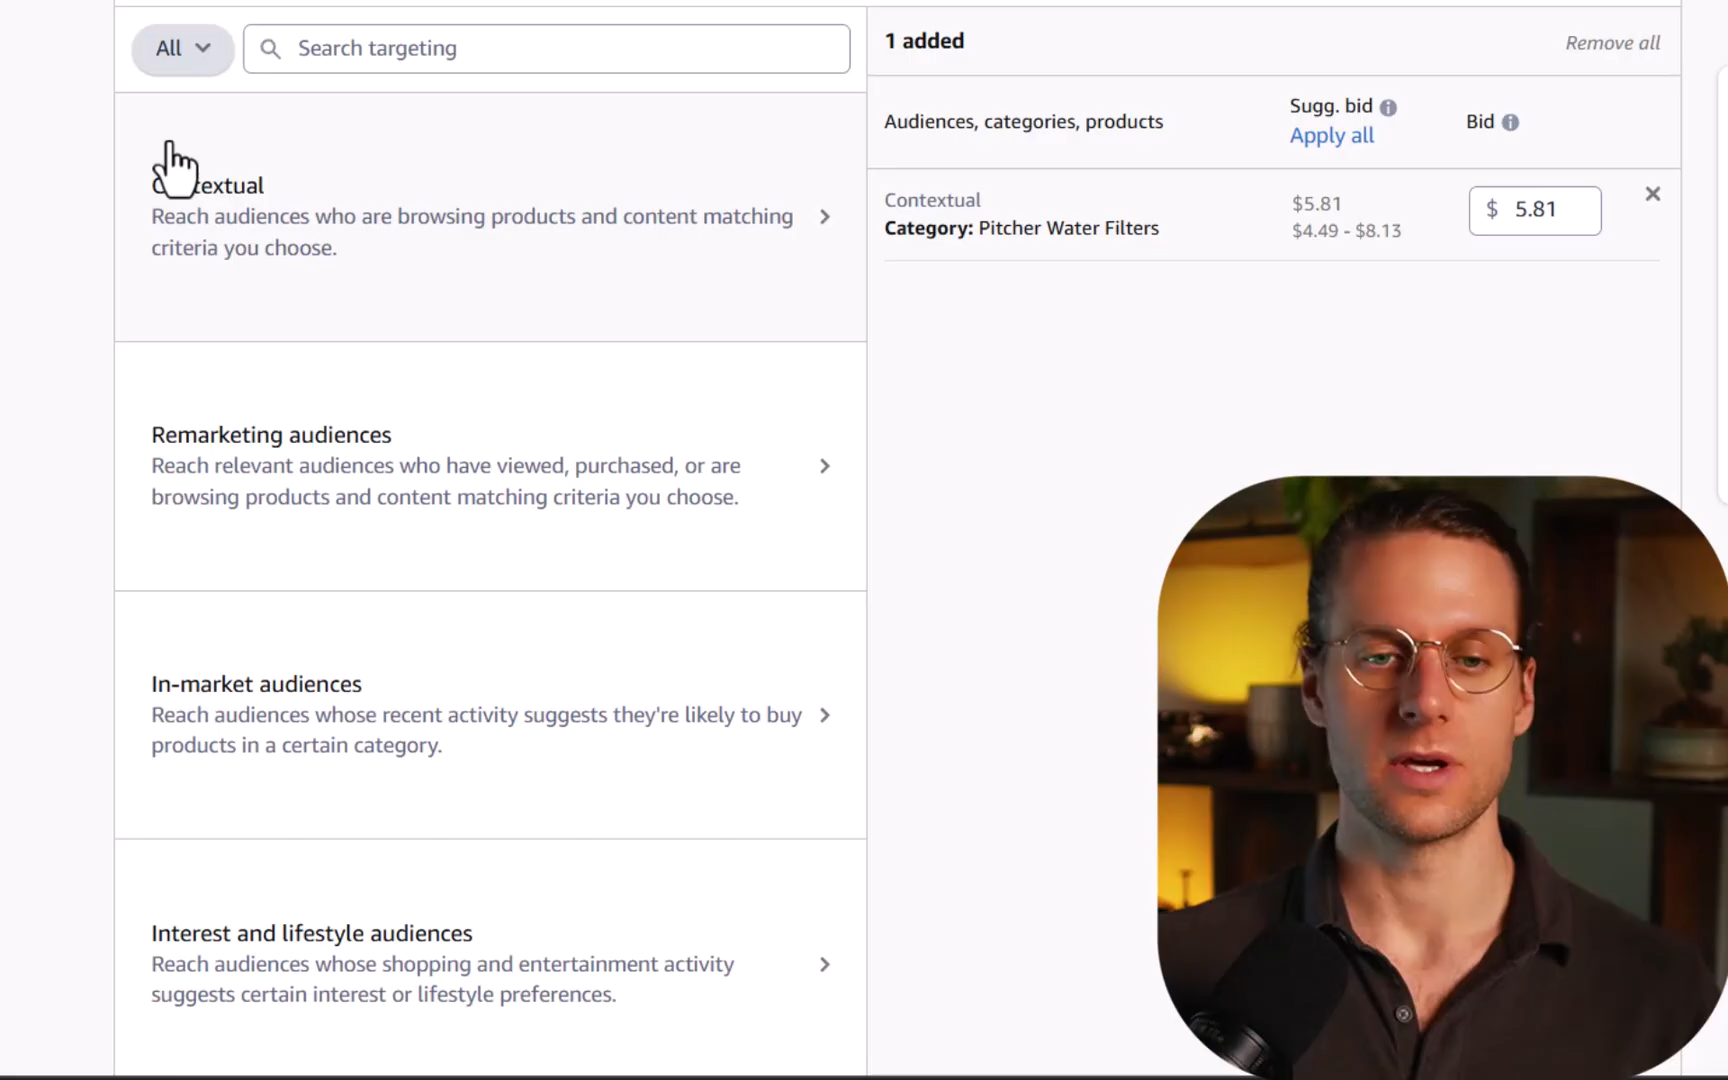 All
Search targeting
1 added
Remove all
Audiences, categories, products
Sugg. bid
Apply all
Bid
Contextual
Category: Pitcher Water Filters
$5.81
$4.49 - $8.13
$ 5.81
textual
Reach audiences who are browsing products and content matching
criteria you choose.
Remarketing audiences
Reach relevant audiences who have viewed, purchased, or are
browsing products and content matching criteria you choose.
In-market audiences
Reach audiences whose recent activity suggests they're likely to buy
products in a certain category.
Interest and lifestyle audiences
Reach audiences whose shopping and entertainment activity
suggests certain interest or lifestyle preferences.